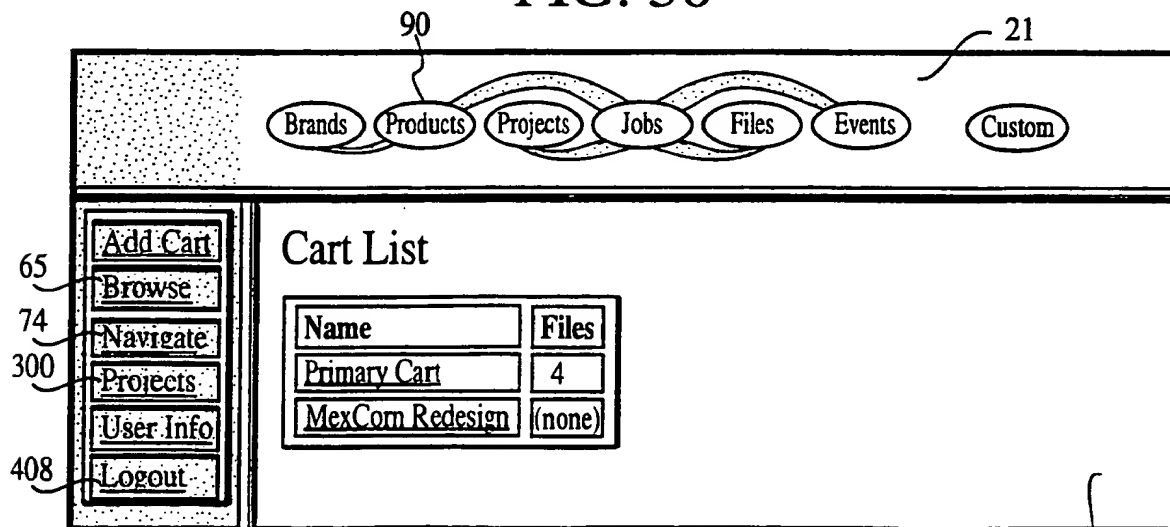 90
21
Brands Products Projects Jobs Files Events Custom
Add Cart
65
Browse
74
Navigate
300
Projects
User Info
408
Logout
Cart List
Name Files
Primary Cart 4
MexCom Redesign (none)